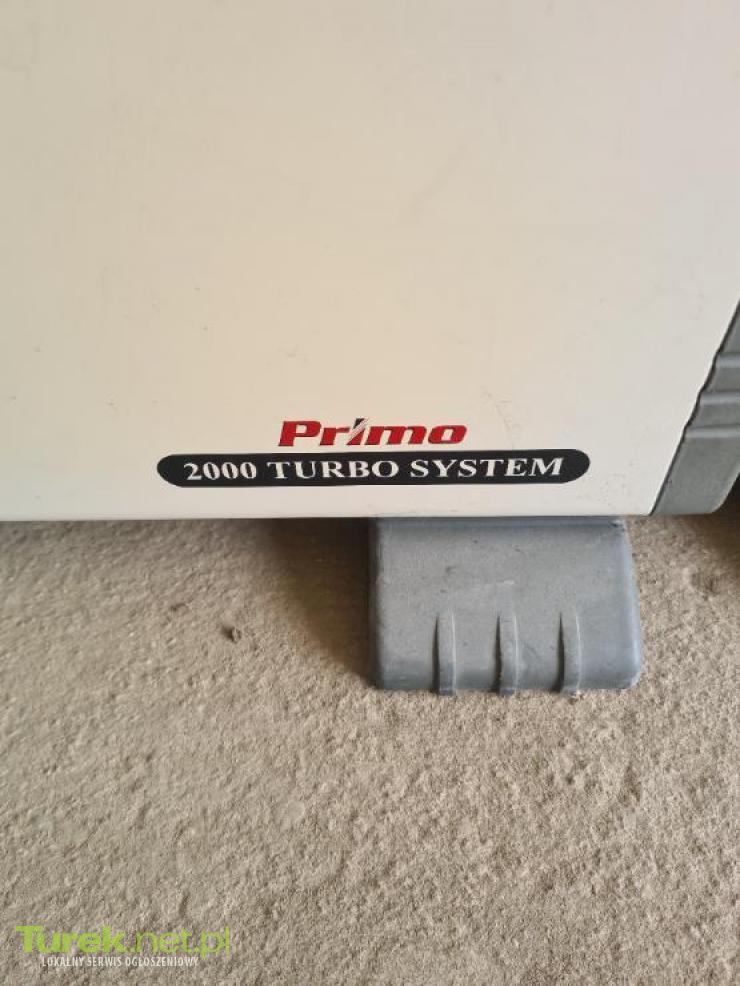 Primo
2000 TURBO SYSTEM
Turek.net.pl
LOKALNY SERWIS OGŁOSZENIOWY